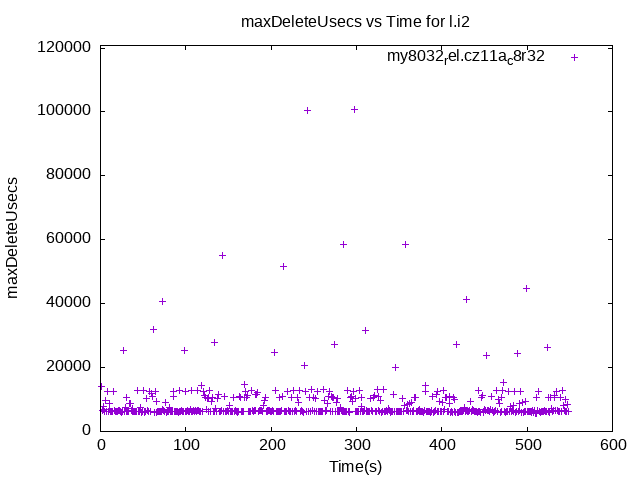 maxDeleteUsecs vs Time for l.i2
my8032rel.cz11ac8r32
120000
100000
80000
60000
40000
20000
0
maxDeleteUsecs
0 100 200 300 400 500 600
Time(s)